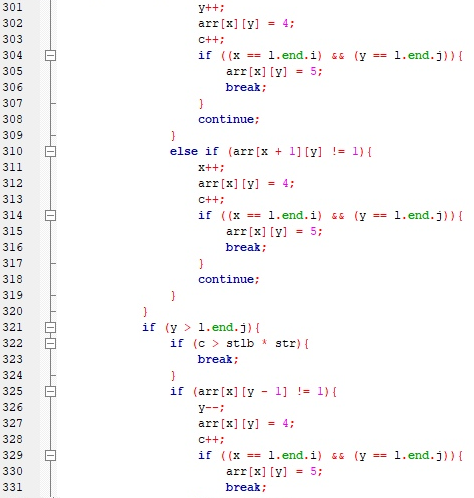 301 y++;
302 arr[x][y] = 4;
303 c++;
304 if ((x == l.end.i) && (y == l.end.j)){
305 arr[x][y] = 5;
306 break;
307 }
308 continue;
309 }
310 else if (arr[x + 1][y] != 1){
311 x++;
312 arr[x][y] = 4;
313 c++;
314 if ((x == l.end.i) && (y == l.end.j)){
315 arr[x][y] = 5;
316 break;
317 }
318 continue;
319 }
320 }
321 if (y > l.end.j){
322 if (c > stlb * str){
323 break;
324 }
325 if (arr[x][y - 1] != 1){
326 y--;
327 arr[x][y] = 4;
328 c++;
329 if ((x == l.end.i) && (y == l.end.j)){
330 arr[x][y] = 5;
331 break;